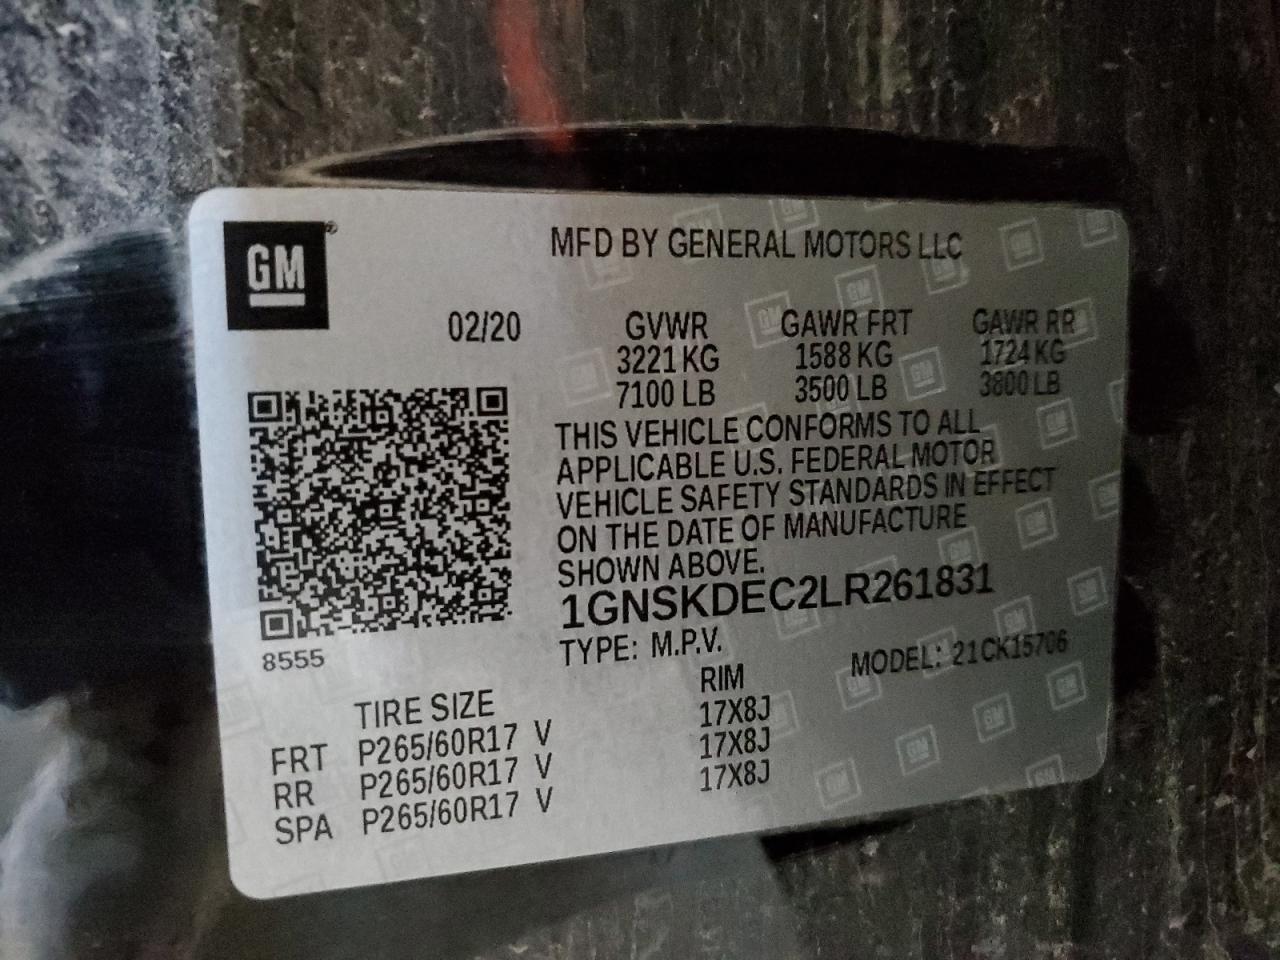 GM
MFD BY GENERAL MOTORS LLC
02/20 GVWR GAWR FRT GAWR RR
3221 KG 1588 KG 1724 KG
7100 LB 3500 LB 3800 LB
THIS VEHICLE CONFORMS TO ALL
APPLICABLE U.S. FEDERAL MOTOR
VEHICLE SAFETY STANDARDS IN EFFECT
ON THE DATE OF MANUFACTURE
SHOWN ABOVE.
1GNSKDEC2LR261831
8555
TYPE: M.P.V. MODEL: 21CK15706
TIRE SIZE RIM
FRT P265/60R17 V 17X8J
RR P265/60R17 V 17X8J
SPA P265/60R17 V 17X8J